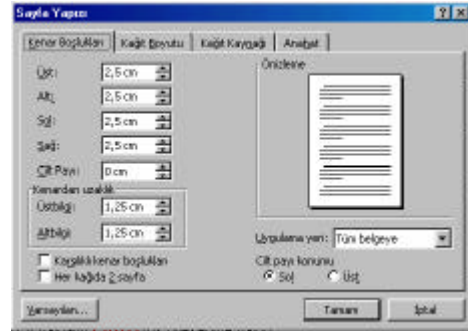 Sayfa Yapısı
Kenar Boşlukları Kağıt Boyutu Kağıt Kaynağı Anahat
Üst: 2,5 cm
Alt: 2,5 cm
Sol: 2,5 cm
Sağ: 2,5 cm
Cilt Payı: 0 cm
Kenardan uzaklık
Üstbilgi: 1,25 cm
Altbilgi: 1,25 cm
Karşılıklı kenar boşlukları
Her kağıda 2 sayfa
Önizleme
Uygulama yeri: Tüm belgeye
Cilt payı konumu
Sol Üst
Varsayılan... Tamam İptal